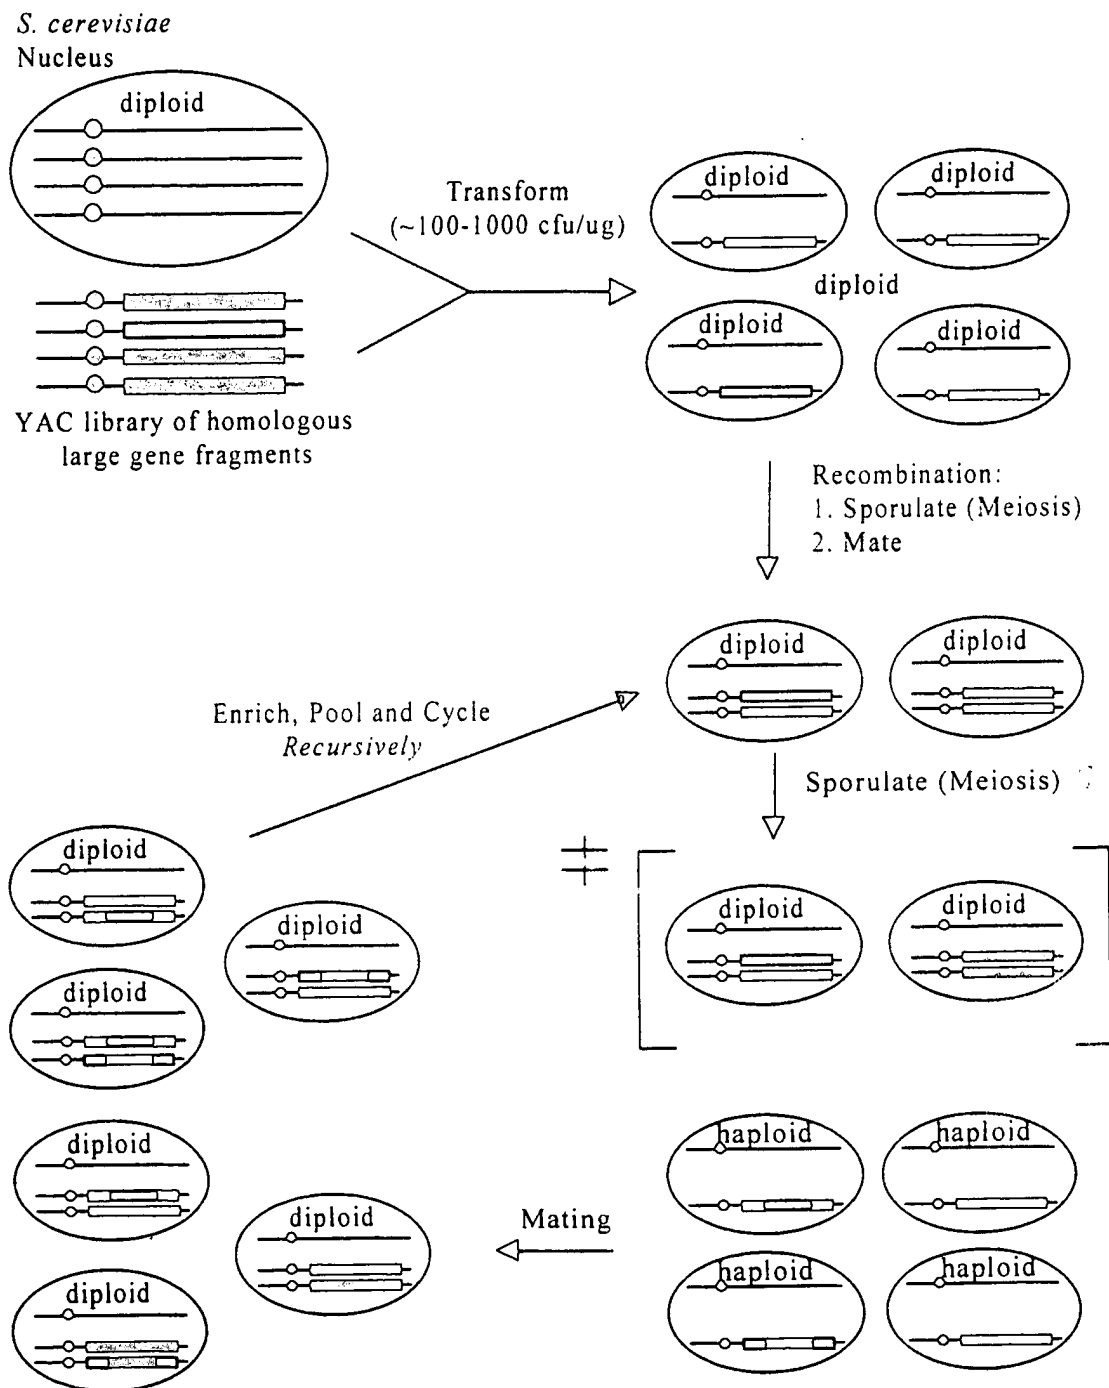 S. cerevisiae
Nucleus
diploid
YAC library of homologous
large gene fragments
Transform
(~100-1000 cfu/ug)
diploid
diploid
diploid
diploid
diploid
Recombination:
1. Sporulate (Meiosis)
2. Mate
diploid
diploid
Enrich, Pool and Cycle
Recursively
Sporulate (Meiosis)
diploid
diploid
diploid
diploid
diploid
diploid
diploid
diploid
haploid
haploid
haploid
haploid
Mating